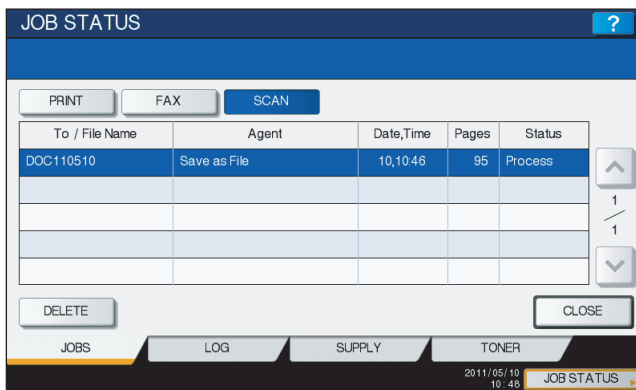 JOB STATUS ?
PRINT FAX SCAN
To / File Name Agent Date,Time Pages Status
DOC110510 Save as File 10,10:46 95 Process
1
1
DELETE CLOSE
JOBS LOG SUPPLY TONER
2011/05/10
10:48 JOB STATUS